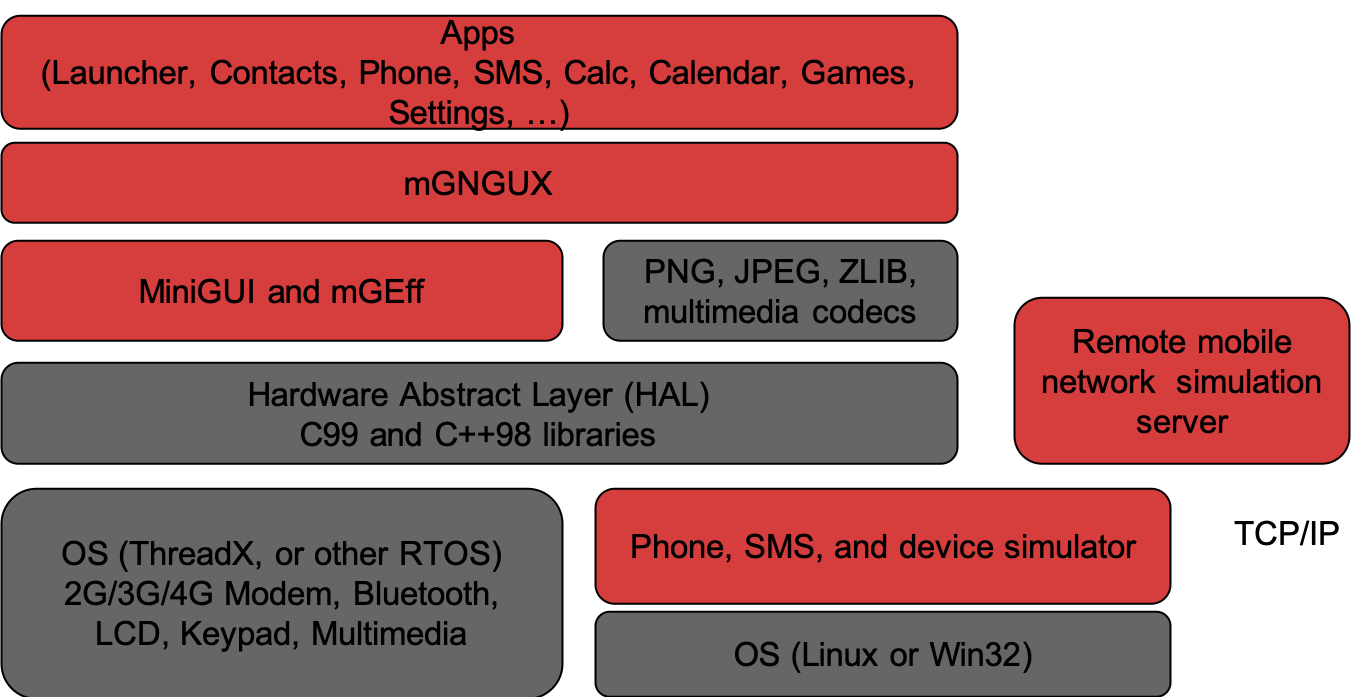 Apps
(Launcher, Contacts, Phone, SMS, Calc, Calendar, Games,
Settings, …)
mGNGUX
MiniGUI and mGEff
PNG, JPEG, ZLIB,
multimedia codecs
Hardware Abstract Layer (HAL)
C99 and C++98 libraries
Remote mobile
network simulation
server
OS (ThreadX, or other RTOS)
2G/3G/4G Modem, Bluetooth,
LCD, Keypad, Multimedia
Phone, SMS, and device simulator
TCP/IP
OS (Linux or Win32)